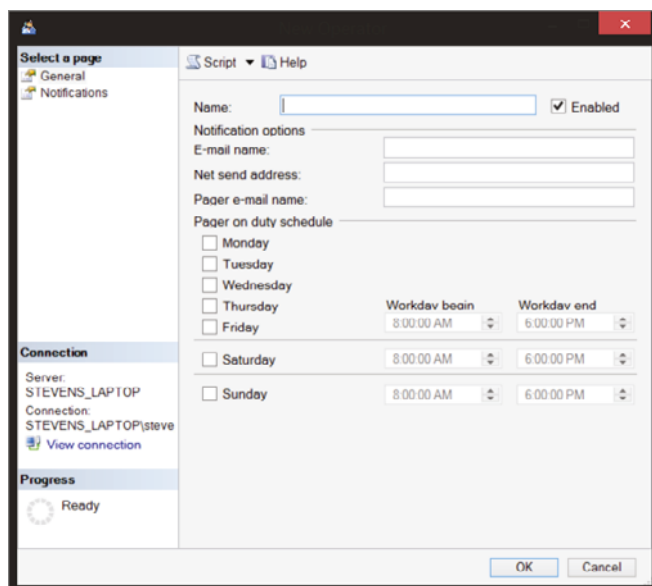 New Operator
Select a page
General
Notifications
Script Help
Name: Enabled
Notification options
E-mail name:
Net send address:
Pager e-mail name:
Pager on duty schedule
Monday
Tuesday
Wednesday
Thursday Workday begin Workday end
Friday 8:00:00 AM 6:00:00 PM
Saturday 8:00:00 AM 6:00:00 PM
Sunday 8:00:00 AM 6:00:00 PM
Connection
Server:
STEVENS_LAPTOP
Connection:
STEVENS_LAPTOP\steve
View connection
Progress
Ready
OK Cancel